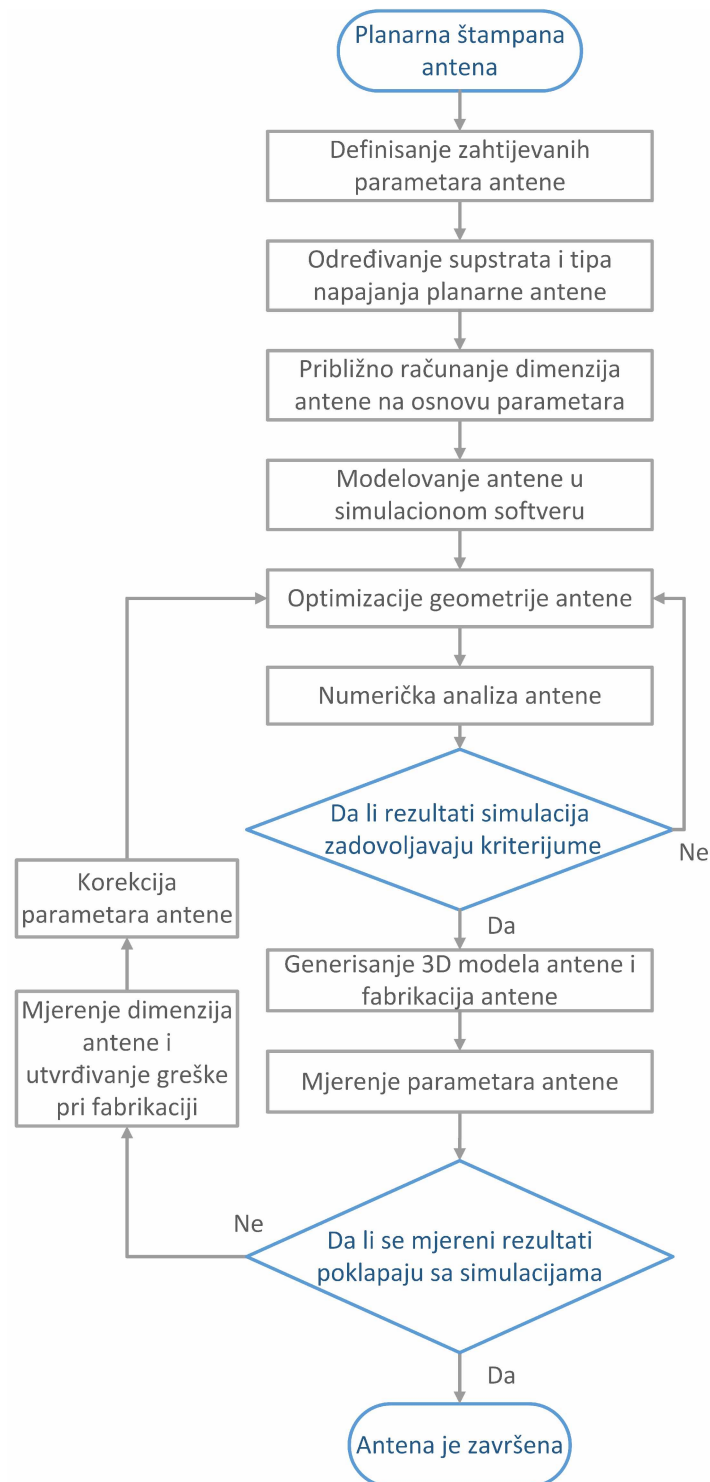 Planarna štampana
antena
Definisanje zahtijevanih
parametara antene
Određivanje supstrata i tipa
napajanja planarne antene
Približno računanje dimenzija
antene na osnovu parametara
Modelovanje antene u
simulacionom softveru
Optimizacije geometrije antene
Numerička analiza antene
Da li rezultati simulacija
zadovoljavaju kriterijume
Ne
Da
Generisanje 3D modela antene i
fabrikacija antene
Mjerenje parametara antene
Da li se mjereni rezultati
poklapaju sa simulacijama
Ne
Mjerenje dimenzija
antene i
utvrđivanje greške
pri fabrikaciji
Korekcija
parametara antene
Da
Antena je završena